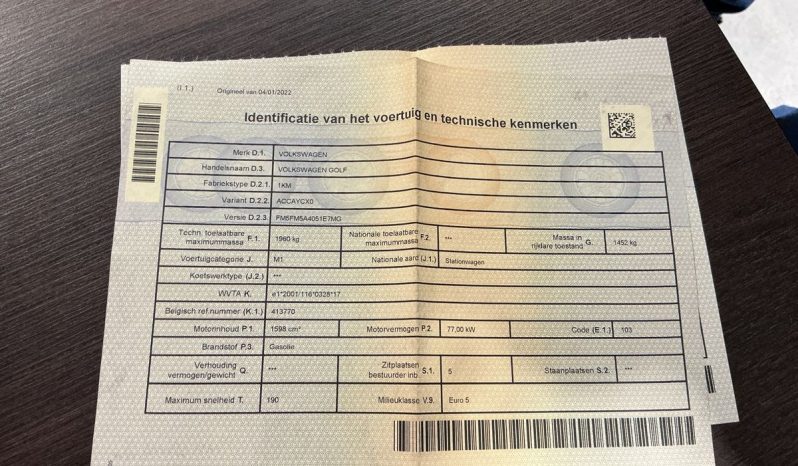 (I.1.) Origineel van 04/01/2022
Identificatie van het voertuig en technische kenmerken
Merk D.1. VOLKSWAGEN
Handelsnaam D.3. VOLKSWAGEN GOLF
Fabriekstype D.2.1. 1KM
Variant D.2.2. ACCAYCX0
Versie D.2.3. FM5FM5A4051E7MG
Techn. toelaatbare maximummassa F.1. 1960 kg Nationale toelaatbare maximummassa F.2. *** Massa in rijklare toestand G. 1452 kg
Voertuigcategorie J. M1 Nationale aard (J.1.) Stationwagen
Koetswerktype (J.2.) ***
WVTA K. e1*2001/116*0328*17
Belgisch ref.nummer (K.1.) 413770
Motorinhoud P.1. 1598 cm³ Motorvermogen P.2. 77,00 kW Code (E.1.) 103
Brandstof P.3. Gasolie
Verhouding vermogen/gewicht Q. *** Zitplaatsen bestuurder inb. S.1. 5 Staanplaatsen S.2. ***
Maximum snelheid T. 190 Milieuklasse V.9. Euro 5